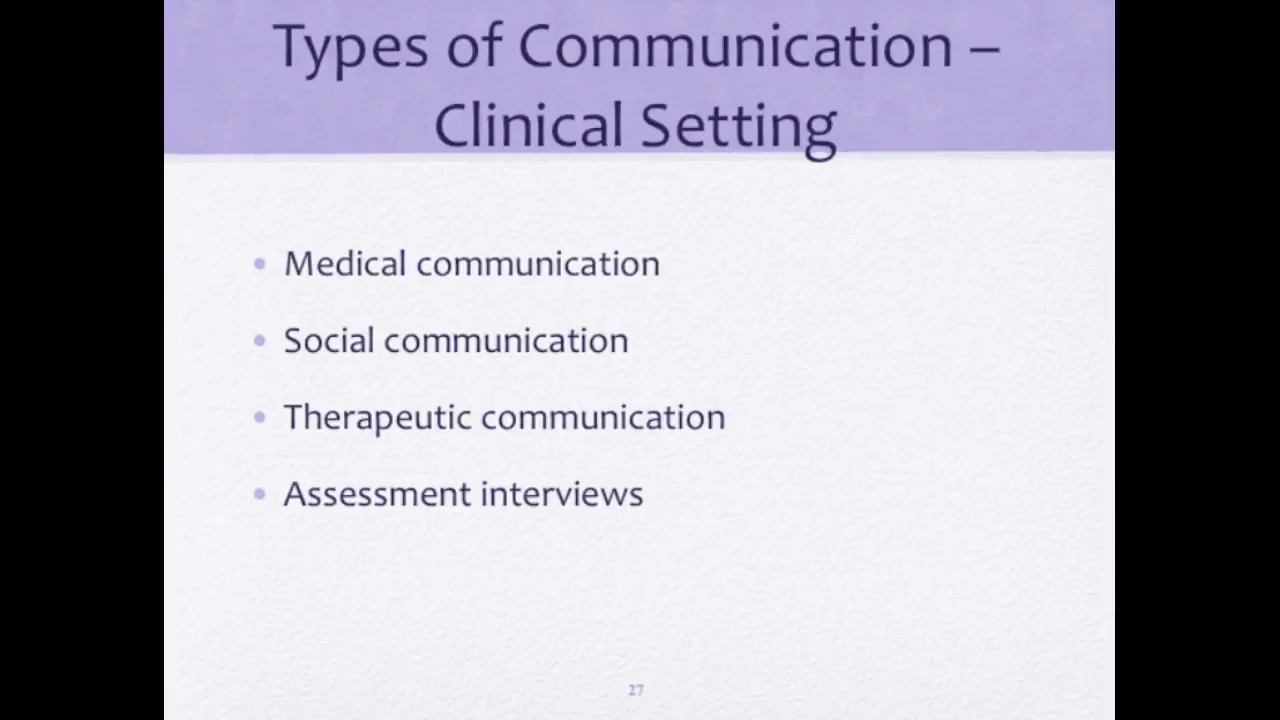 Types of Communication –
Clinical Setting
• Medical communication
• Social communication
• Therapeutic communication
• Assessment interviews
27